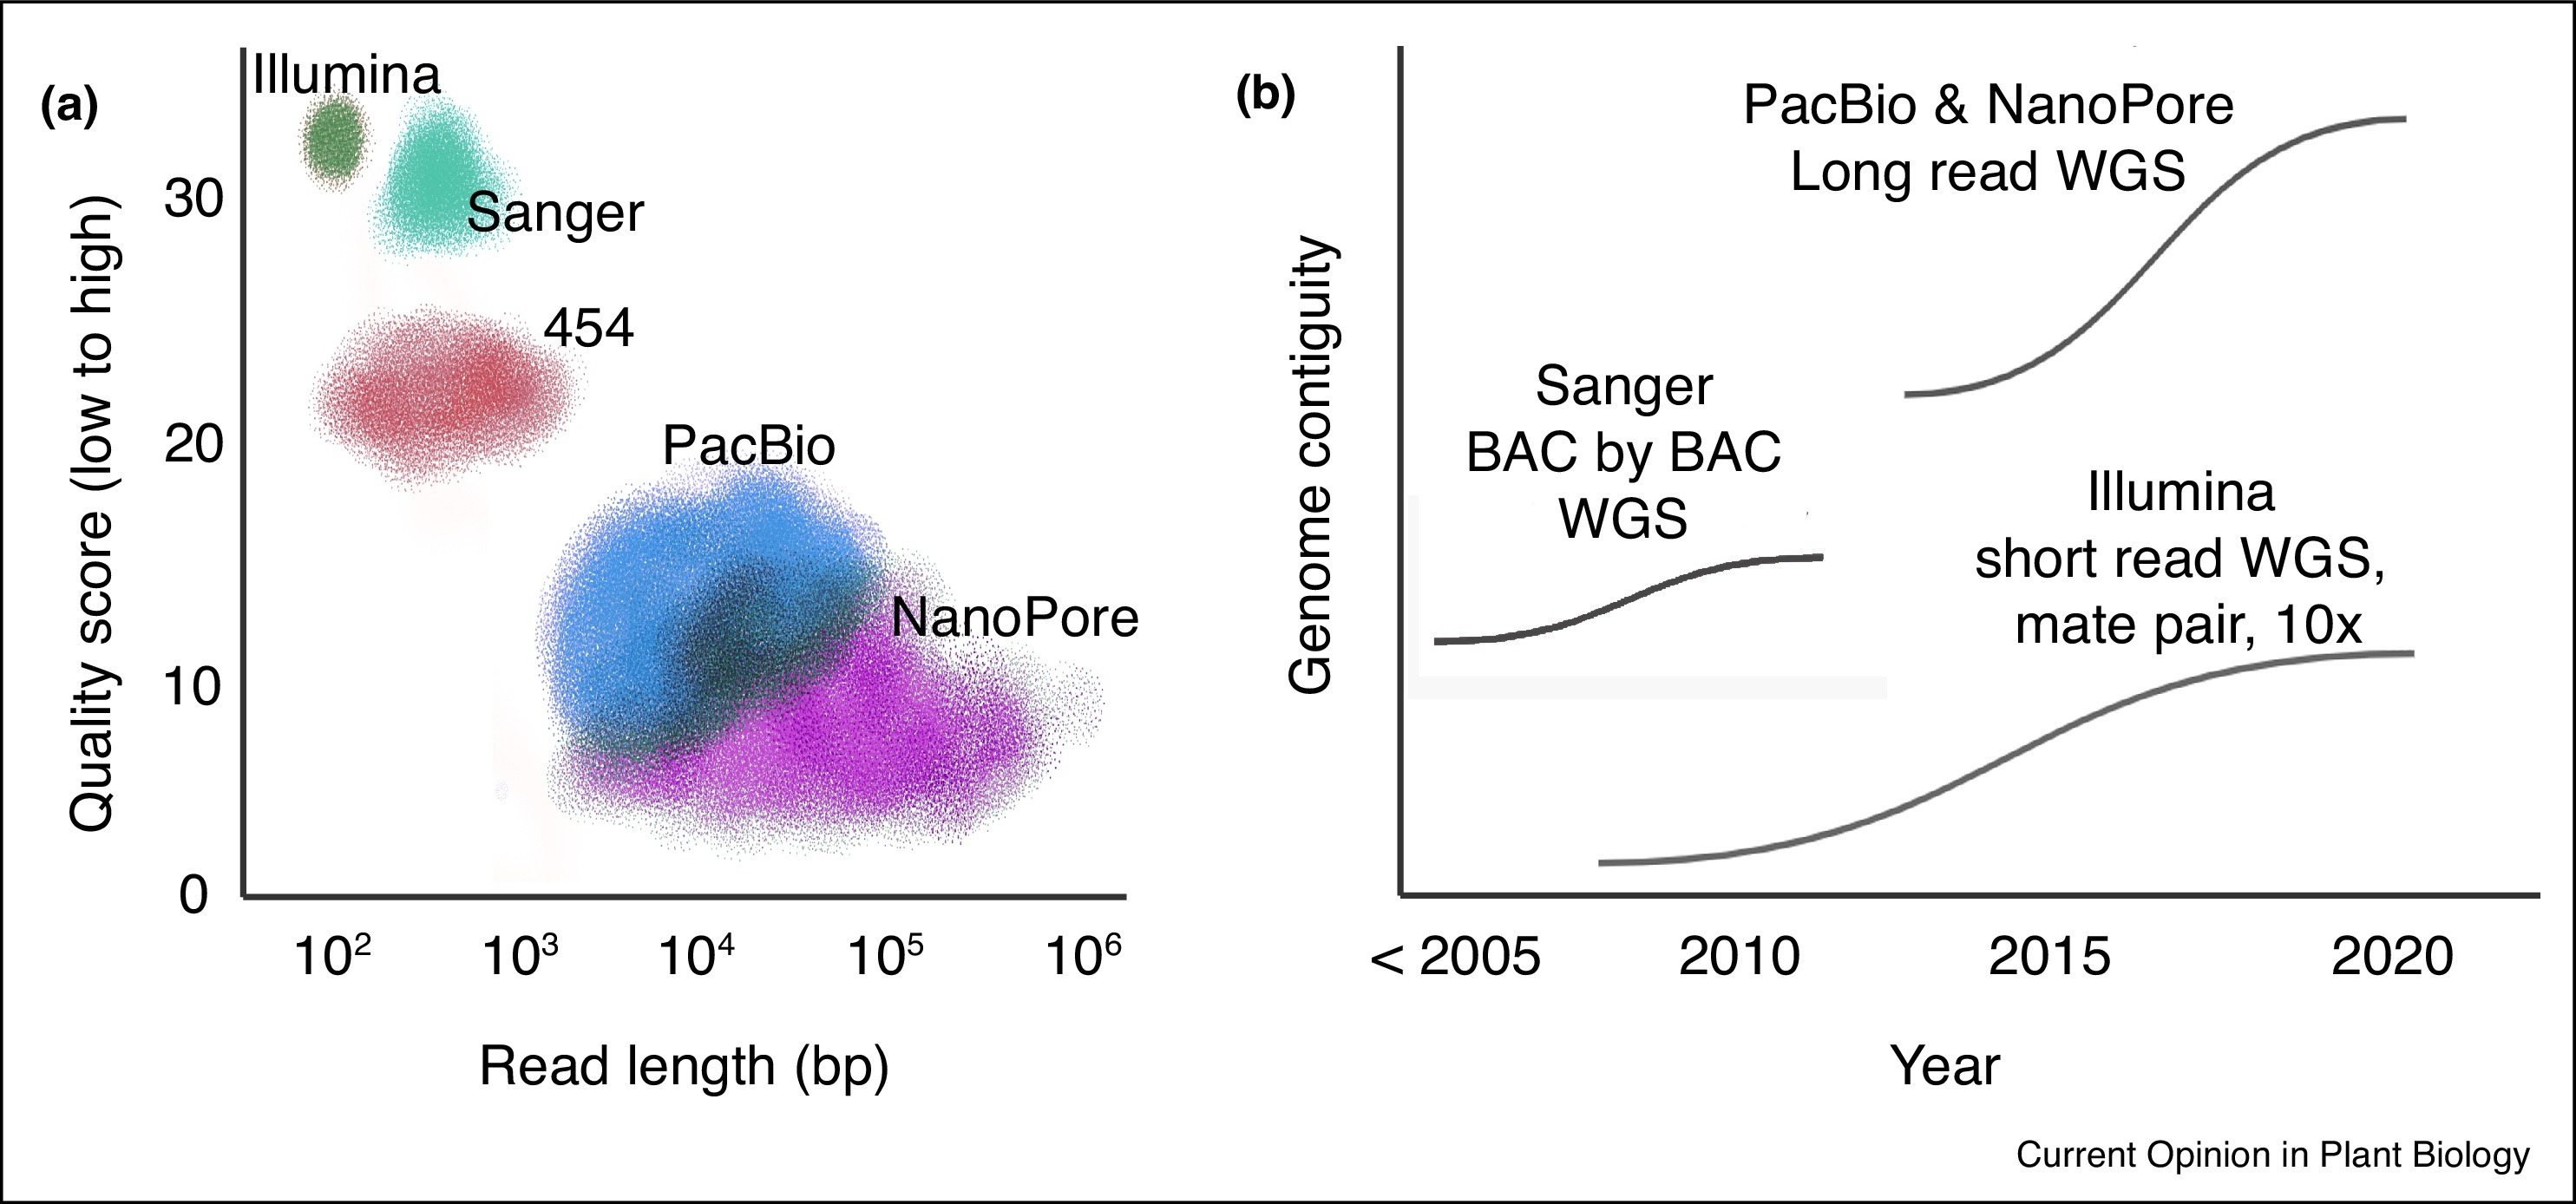 (a)
Illumina
Sanger
454
PacBio
NanoPore
Quality score (low to high)
30
20
10
0
10² 10³ 10⁴ 10⁵ 10⁶
Read length (bp)
(b)
PacBio & NanoPore
Long read WGS
Sanger
BAC by BAC
WGS
Illumina
short read WGS,
mate pair, 10x
Genome contiguity
< 2005 2010 2015 2020
Year
Current Opinion in Plant Biology